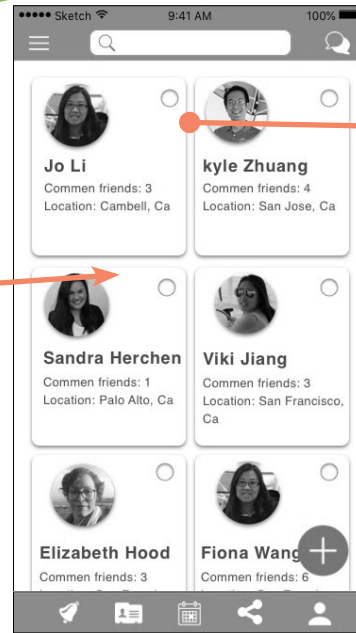 Sketch 9:41 AM 100%
Jo Li
Commen friends: 3
Location: Cambell, Ca
kyle Zhuang
Commen friends: 4
Location: San Jose, Ca
Sandra Herchen
Commen friends: 1
Location: Palo Alto, Ca
Viki Jiang
Commen friends: 3
Location: San Francisco,
Ca
Elizabeth Hood
Commen friends: 3
Fiona Wang
Commen friends: 6